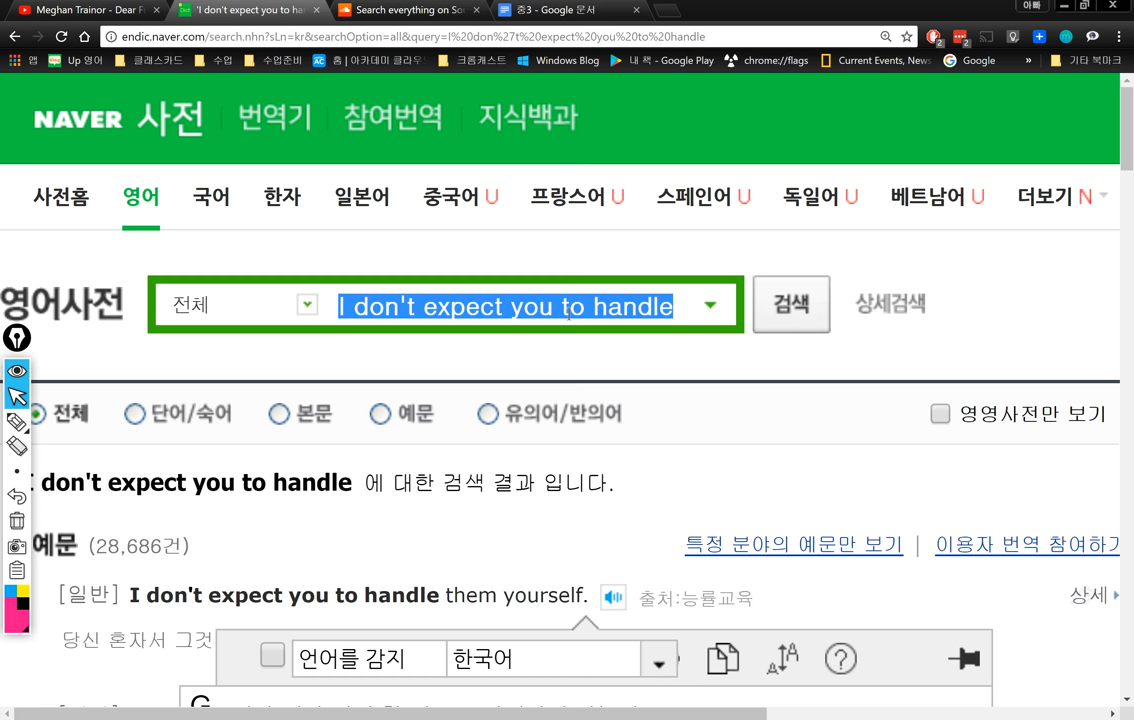 Meghan Trainor - Dear F
'I don't expect you to ha
Search everything on So
중3 - Google 문서
아빠
endic.naver.com/search.nhn?sLn=kr&searchOption=all&query=I%20don%27t%20expect%20you%20to%20handle
앱 Up 영어 클래스카드 수업 수업준비 홈 | 아카데미 클라우 크롬캐스트 Windows Blog 내 책 - Google Play chrome://flags Current Events, New Google » 기타 북마크
NAVER 사전 번역기 참여번역 지식백과
사전홈 영어 국어 한자 일본어 중국어 U 프랑스어 U 스페인어 U 독일어 U 베트남어 U 더보기 N
영어사전 전체 I don't expect you to handle 검색 상세검색
전체 단어/숙어 본문 예문 유의어/반의어 영영사전만 보기
I don't expect you to handle 에 대한 검색 결과 입니다.
예문 (28,686건) 특정 분야의 예문만 보기 | 이용자 번역 참여하기
[일반] I don't expect you to handle them yourself. 출처:능률교육 상세
당신 혼자서 그것
언어를 감지 한국어